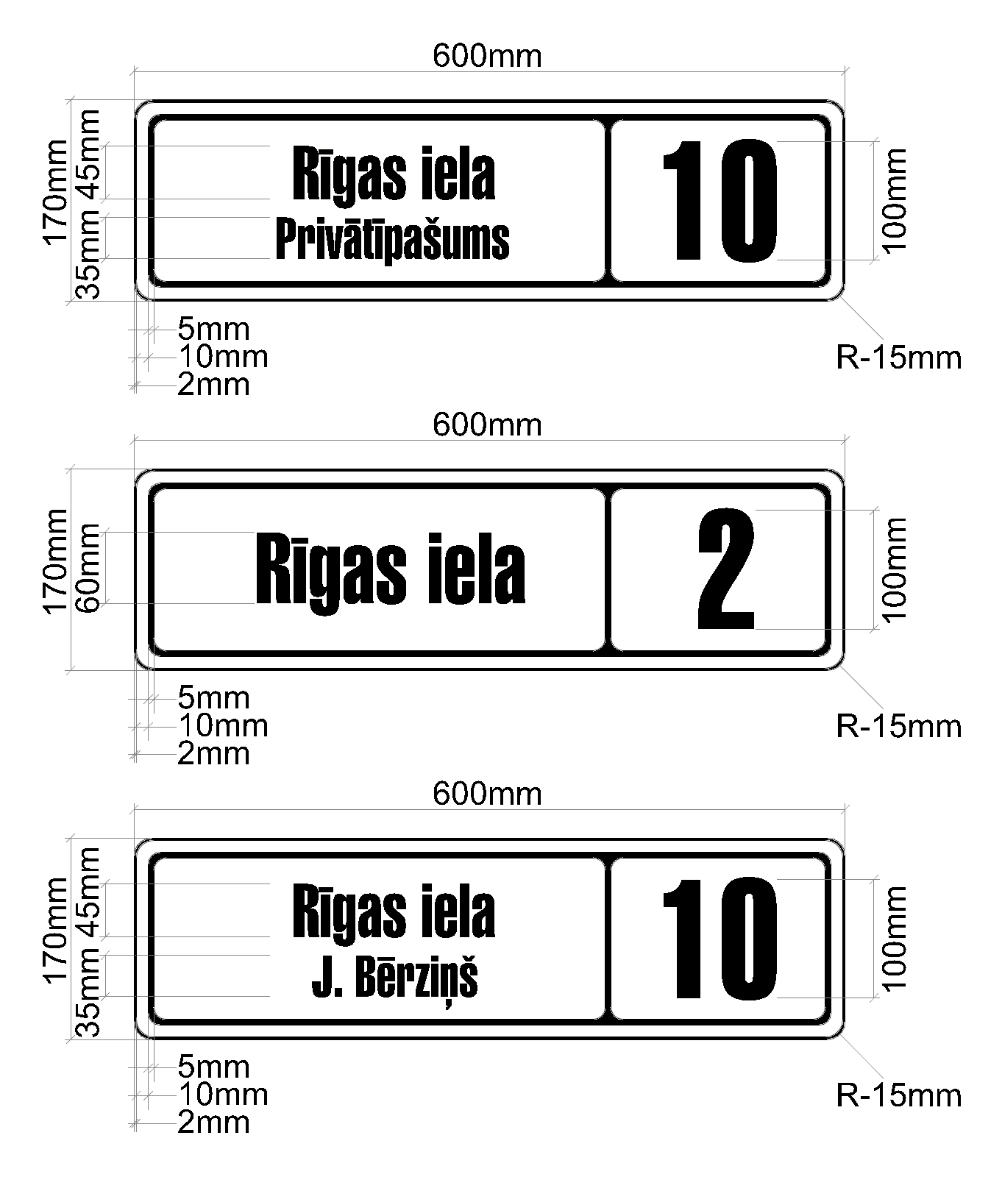 600mm
170mm
45mm
35mm
Rīgas iela
Privātīpašums
10
100mm
5mm
10mm
2mm
R-15mm
600mm
170mm
60mm
Rīgas iela
2
100mm
5mm
10mm
2mm
R-15mm
600mm
170mm
45mm
35mm
Rīgas iela
J. Bērziņš
10
100mm
5mm
10mm
2mm
R-15mm